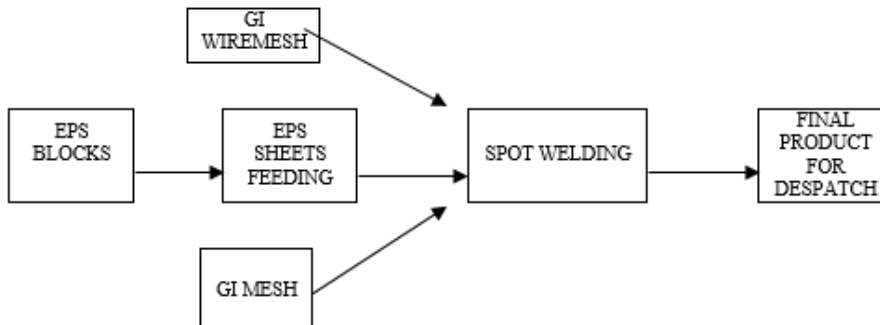 GI
WIREMESH
EPS
BLOCKS
EPS
SHEETS
FEEDING
SPOT WELDING
FINAL
PRODUCT
FOR
DESPATCH
GI MESH